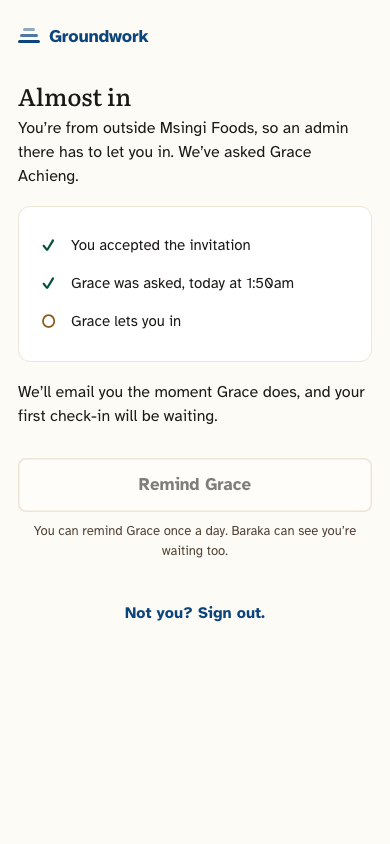 Groundwork
Almost in
You’re from outside Msingi Foods, so an admin
there has to let you in. We’ve asked Grace
Achieng.
You accepted the invitation
Grace was asked, today at 1:50am
Grace lets you in
We’ll email you the moment Grace does, and your
first check-in will be waiting.
Remind Grace
You can remind Grace once a day. Baraka can see you’re
waiting too.
Not you? Sign out.